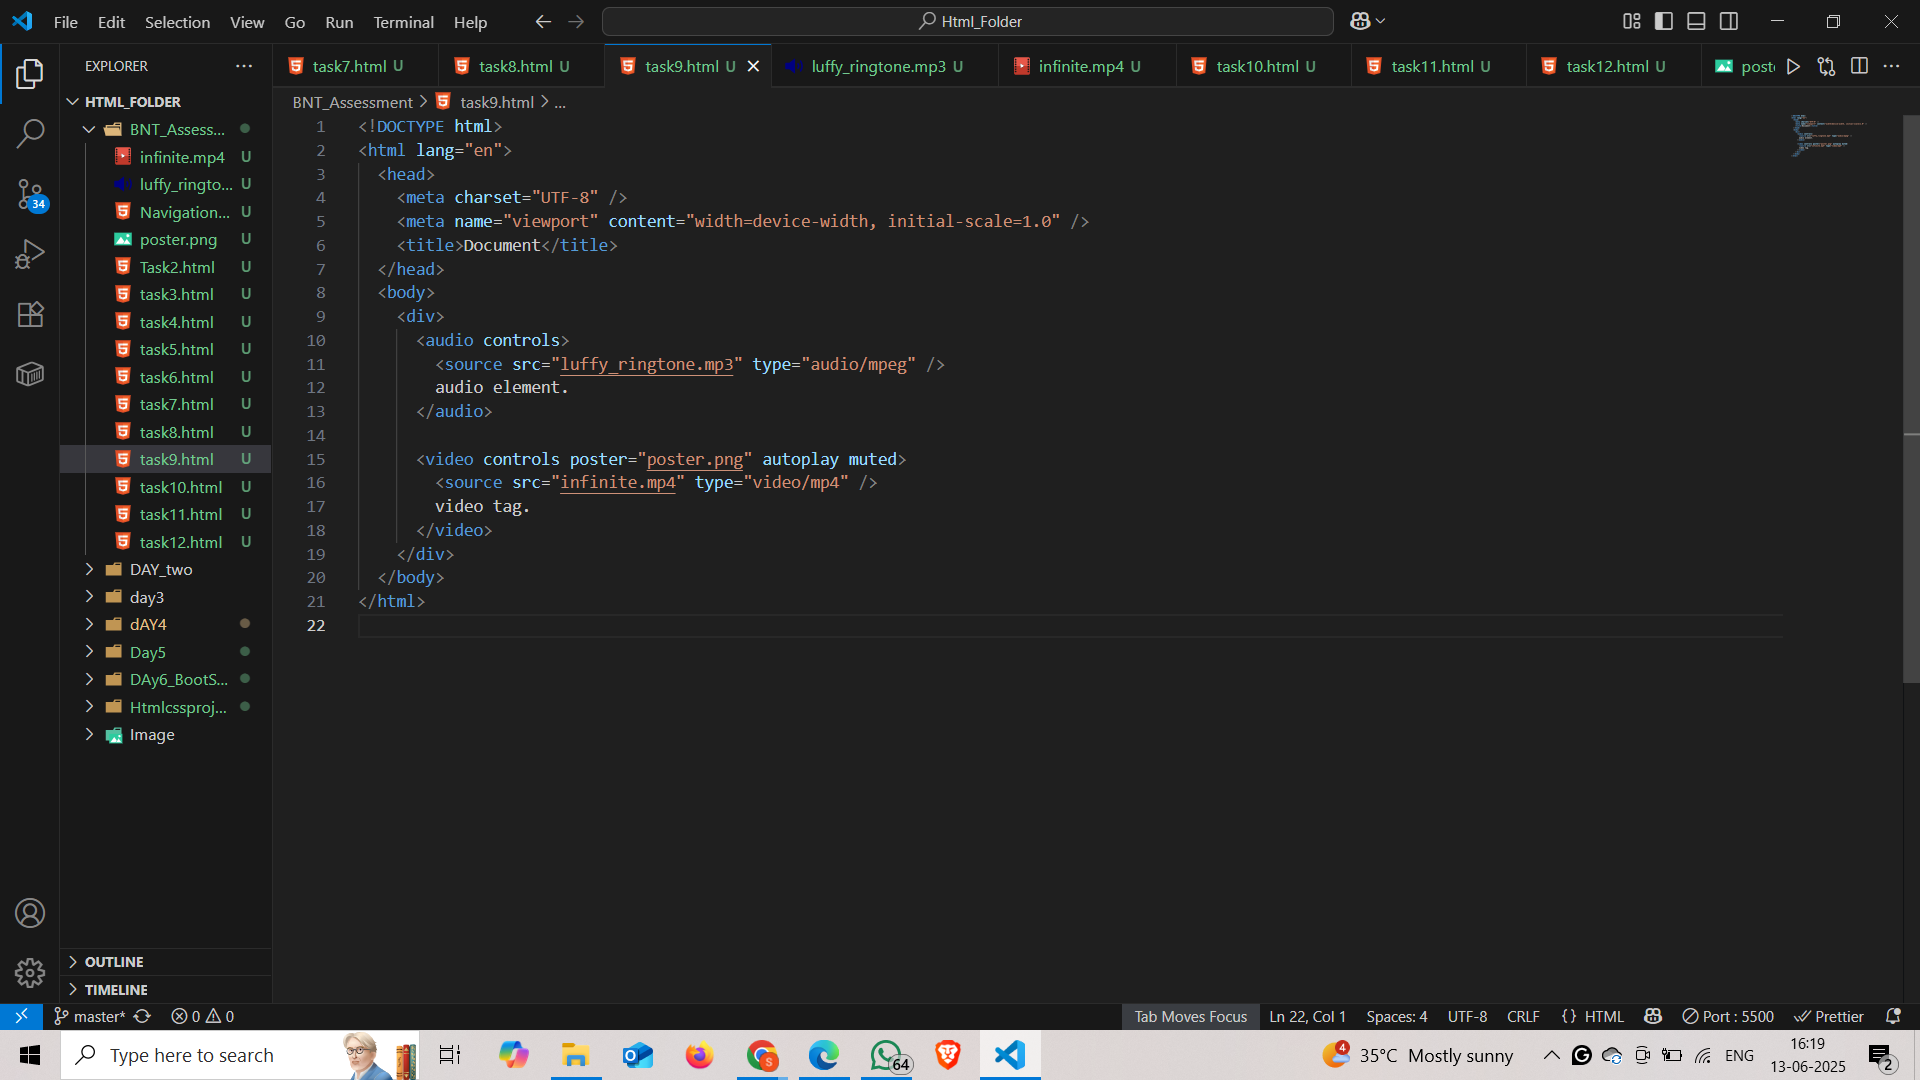 File Edit Selection View Go Run Terminal Help Html_Folder
EXPLORER
HTML_FOLDER
BNT_Assess...
infinite.mp4 U
luffy_ringto... U
Navigation... U
poster.png U
Task2.html U
task3.html U
task4.html U
task5.html U
task6.html U
task7.html U
task8.html U
task9.html U
task10.html U
task11.html U
task12.html U
DAY_two
day3
dAY4
Day5
DAy6_BootS...
Htmlcssproj...
Image
OUTLINE
TIMELINE
34
task7.html U task8.html U task9.html U luffy_ringtone.mp3 U infinite.mp4 U task10.html U task11.html U task12.html U poste
BNT_Assessment > task9.html > ...
1 <!DOCTYPE html>
2 <html lang="en">
3 <head>
4 <meta charset="UTF-8" />
5 <meta name="viewport" content="width=device-width, initial-scale=1.0" />
6 <title>Document</title>
7 </head>
8 <body>
9 <div>
10 <audio controls>
11 <source src="luffy_ringtone.mp3" type="audio/mpeg" />
12 audio element.
13 </audio>
14
15 <video controls poster="poster.png" autoplay muted>
16 <source src="infinite.mp4" type="video/mp4" />
17 video tag.
18 </video>
19 </div>
20 </body>
21 </html>
22
master* 0 0 Tab Moves Focus Ln 22, Col 1 Spaces: 4 UTF-8 CRLF {} HTML Port : 5500 Prettier
Type here to search 64 4 35°C Mostly sunny ENG 16:19
13-06-2025 2